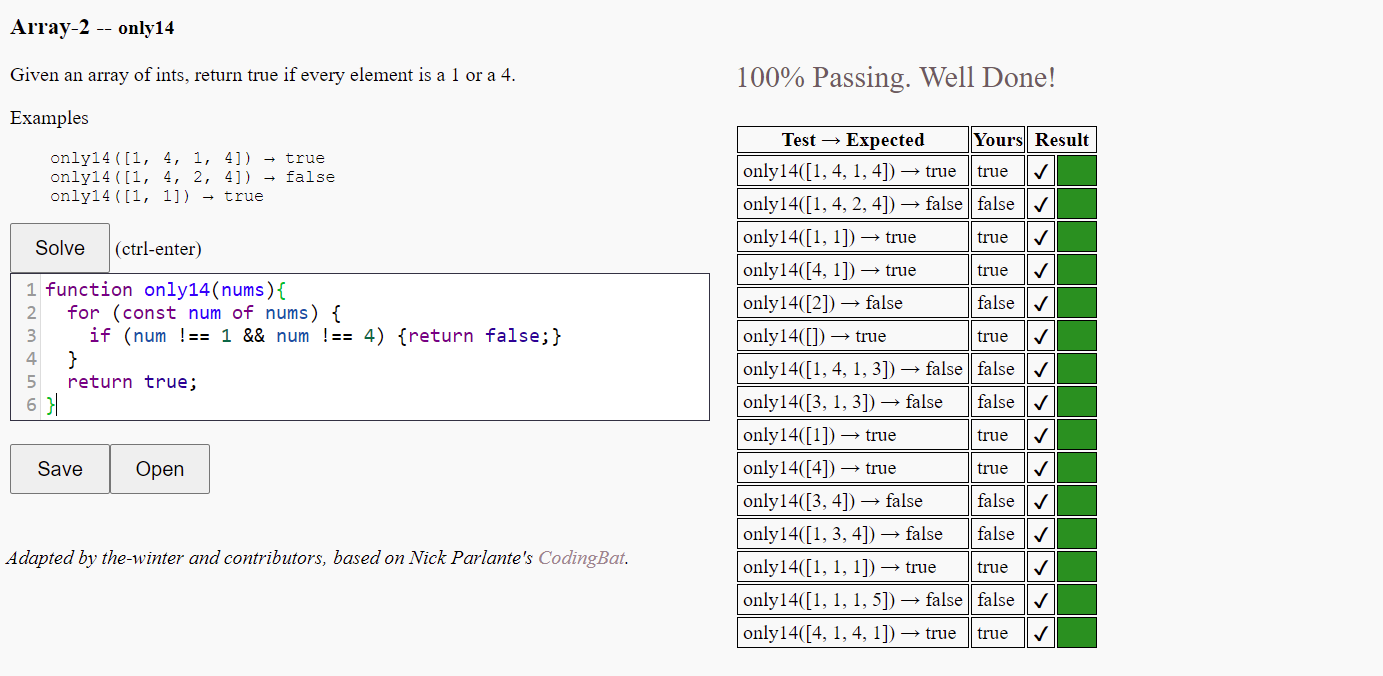 Array-2 -- only14
Given an array of ints, return true if every element is a 1 or a 4.
Examples
only14([1, 4, 1, 4]) → true
only14([1, 4, 2, 4]) → false
only14([1, 1]) → true
Solve (ctrl-enter)
1 function only14(nums){
2   for (const num of nums) {
3     if (num !== 1 && num !== 4) {return false;}
4   }
5   return true;
6 }
Save Open
Adapted by the-winter and contributors, based on Nick Parlante's CodingBat.
100% Passing. Well Done!
Test → Expected Yours Result
only14([1, 4, 1, 4]) → true true ✓
only14([1, 4, 2, 4]) → false false ✓
only14([1, 1]) → true true ✓
only14([4, 1]) → true true ✓
only14([2]) → false false ✓
only14([]) → true true ✓
only14([1, 4, 1, 3]) → false false ✓
only14([3, 1, 3]) → false false ✓
only14([1]) → true true ✓
only14([4]) → true true ✓
only14([3, 4]) → false false ✓
only14([1, 3, 4]) → false false ✓
only14([1, 1, 1]) → true true ✓
only14([1, 1, 1, 5]) → false false ✓
only14([4, 1, 4, 1]) → true true ✓